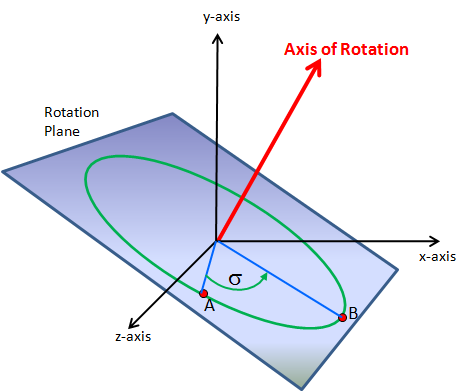 y-axis
Axis of Rotation
Rotation
Plane
x-axis
σ
A
B
z-axis